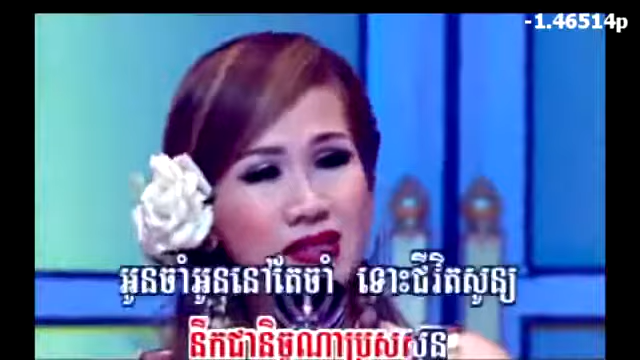 -1.46514p
អូនចាំអូននៅតែចាំ ទោះជីវិតសូន្យ
នឹកជានិច្ចណាប្រុសស្ងួន